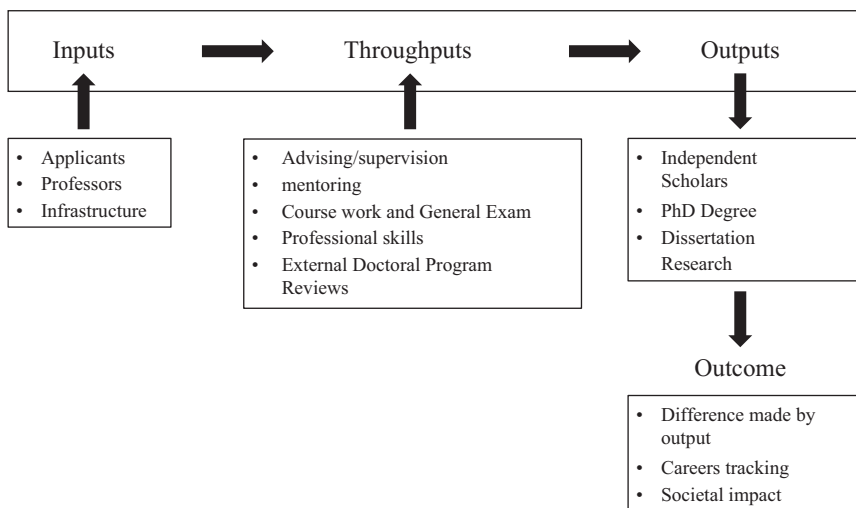 Inputs
Throughputs
Outputs
• Applicants
• Professors
• Infrastructure
• Advising/supervision
• mentoring
• Course work and General Exam
• Professional skills
• External Doctoral Program
Reviews
• Independent
Scholars
• PhD Degree
• Dissertation
Research
Outcome
• Difference made by
output
• Careers tracking
• Societal impact